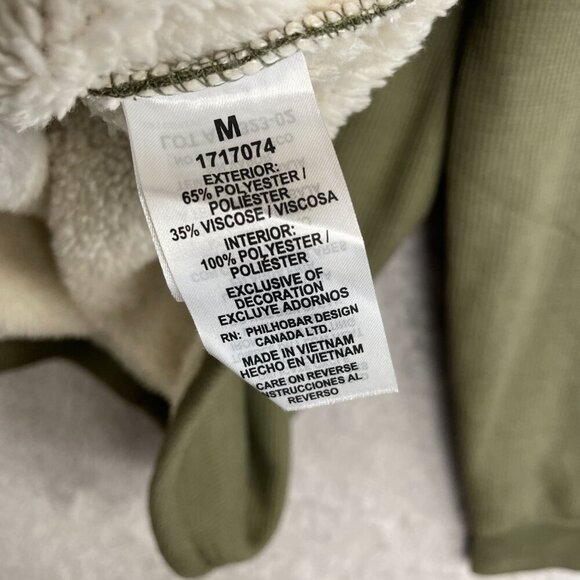 M
1717074
EXTERIOR:
65% POLYESTER /
POLIÉSTER
35% VISCOSE / VISCOSA
INTERIOR:
100% POLYESTER /
POLIÉSTER
EXCLUSIVE OF
DECORATION
EXCLUYE ADORNOS
RN: PHILHOBAR DESIGN
CANADA LTD.
MADE IN VIETNAM
HECHO EN VIETNAM
CARE ON REVERSE
INSTRUCCIONES AL
REVERSO